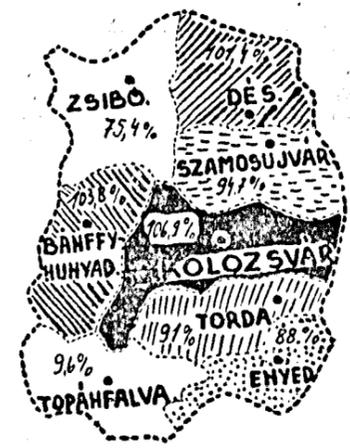 101,4%
ZSIBÓ.
DÉS.
75,4%
SZAMOSUJVÁR
94,7%
103,8%
106,9%
BÁNFFY-
HUNYAD.
KOLOZSVÁR
TORDA
91%
88%
9,6%
ENYED.
TOPÁNFALVA